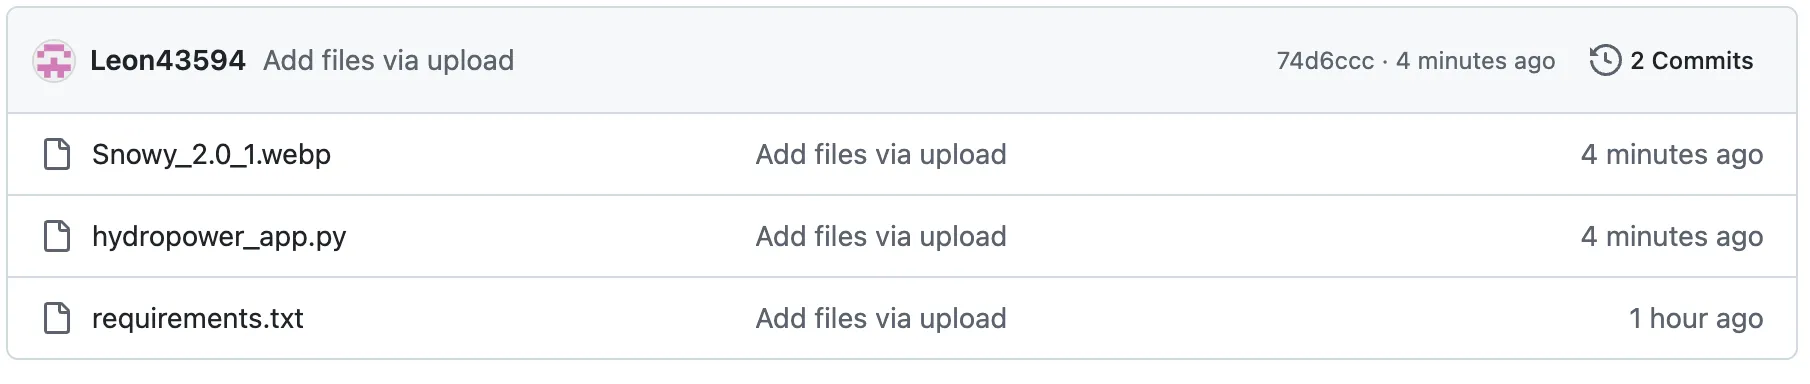 Leon43594 Add files via upload 74d6ccc · 4 minutes ago 2 Commits
Snowy_2.0_1.webp Add files via upload 4 minutes ago
hydropower_app.py Add files via upload 4 minutes ago
requirements.txt Add files via upload 1 hour ago